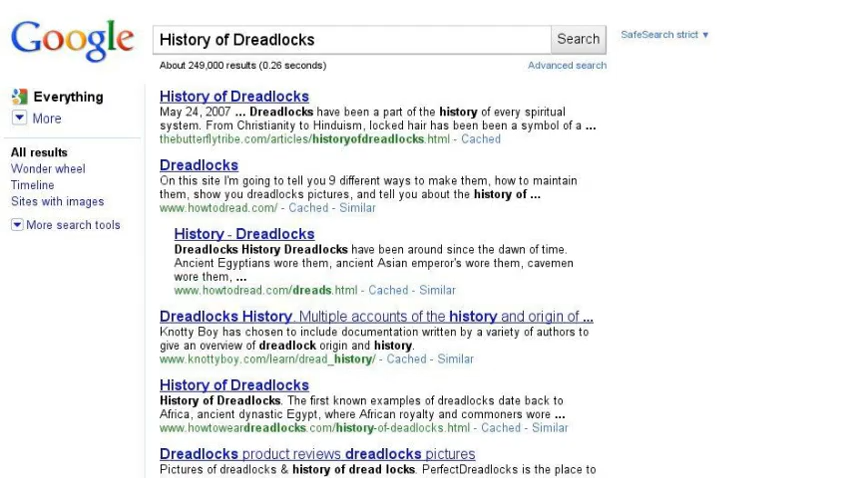 Google
History of Dreadlocks
Search
SafeSearch strict ▼
About 249,000 results (0.26 seconds)
Advanced search
Everything
More
All results
Wonder wheel
Timeline
Sites with images
More search tools
History of Dreadlocks
May 24, 2007 ... Dreadlocks have been a part of the history of every spiritual
system. From Christianity to Hinduism, locked hair has been been a symbol of a ...
thebutterflytribe.com/articles/historyofdreadlocks.html - Cached
Dreadlocks
On this site I'm going to tell you 9 different ways to make them, how to maintain
them, show you dreadlocks pictures, and tell you about the history of ...
www.howtodread.com/ - Cached - Similar
History - Dreadlocks
Dreadlocks History Dreadlocks have been around since the dawn of time.
Ancient Egyptians wore them, ancient Asian emperor's wore them, cavemen
wore them, ...
www.howtodread.com/dreads.html - Cached - Similar
Dreadlocks History. Multiple accounts of the history and origin of ...
Knotty Boy has chosen to include documentation written by a variety of authors to
give an overview of dreadlock origin and history.
www.knottyboy.com/learn/dread_history/ - Cached - Similar
History of Dreadlocks
History of Dreadlocks. The first known examples of dreadlocks date back to
Africa, ancient dynastic Egypt, where African royalty and commoners wore ...
www.howtoweardreadlocks.com/history-of-deadlocks.html - Cached - Similar
Dreadlocks product reviews dreadlocks pictures
Pictures of dreadlocks & history of dread locks. PerfectDreadlocks is the place to